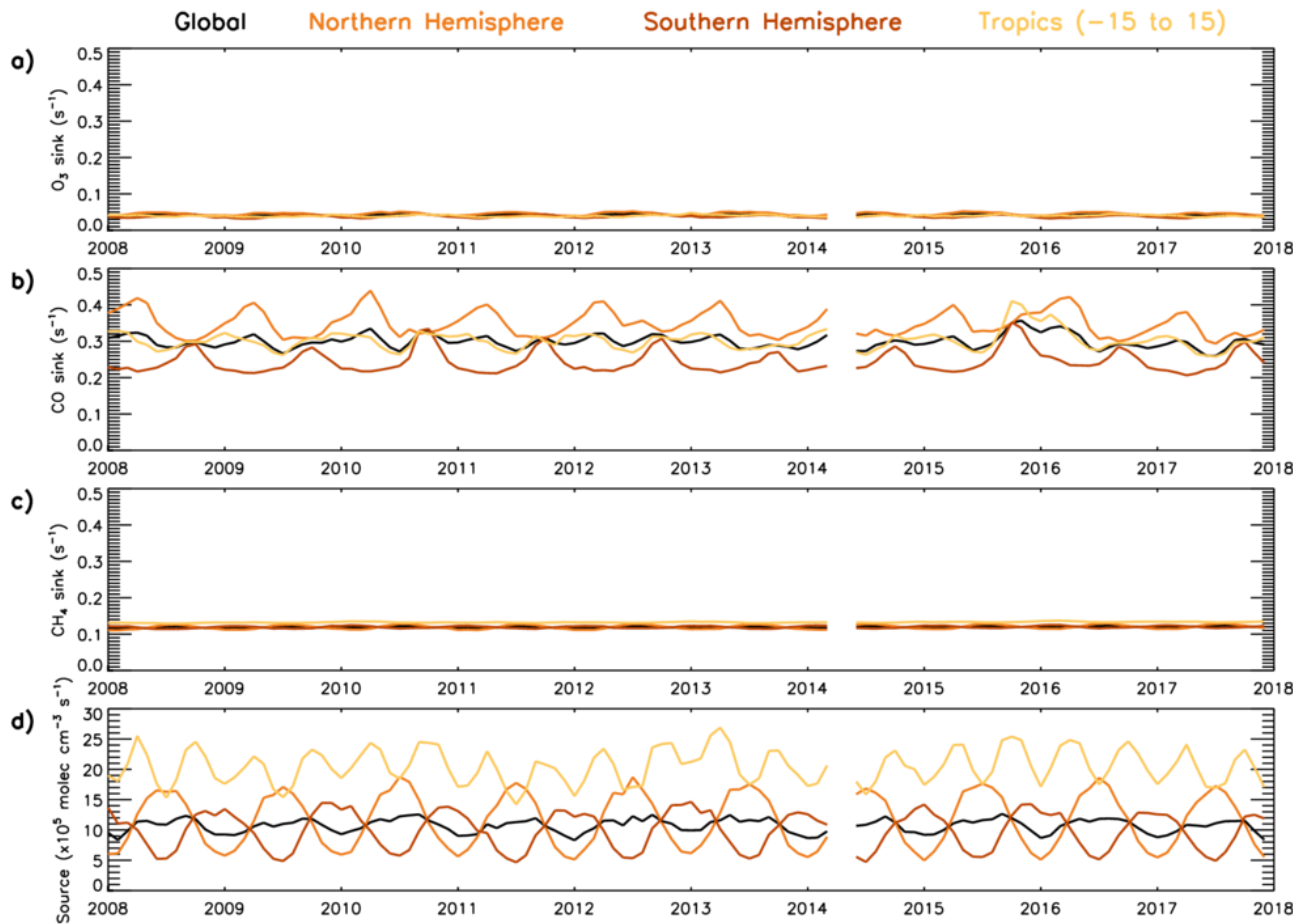 Global Northern Hemisphere Southern Hemisphere Tropics (−15 to 15)
a)
O₃ sink (s⁻¹)
0.5
0.4
0.3
0.2
0.1
0.0
2008 2009 2010 2011 2012 2013 2014 2015 2016 2017 2018
b)
CO sink (s⁻¹)
0.5
0.4
0.3
0.2
0.1
0.0
2008 2009 2010 2011 2012 2013 2014 2015 2016 2017 2018
c)
CH₄ sink (s⁻¹)
0.5
0.4
0.3
0.2
0.1
0.0
2008 2009 2010 2011 2012 2013 2014 2015 2016 2017 2018
d)
Source (x10⁵ molec cm⁻³ s⁻¹)
30
25
20
15
10
5
0
2008 2009 2010 2011 2012 2013 2014 2015 2016 2017 2018